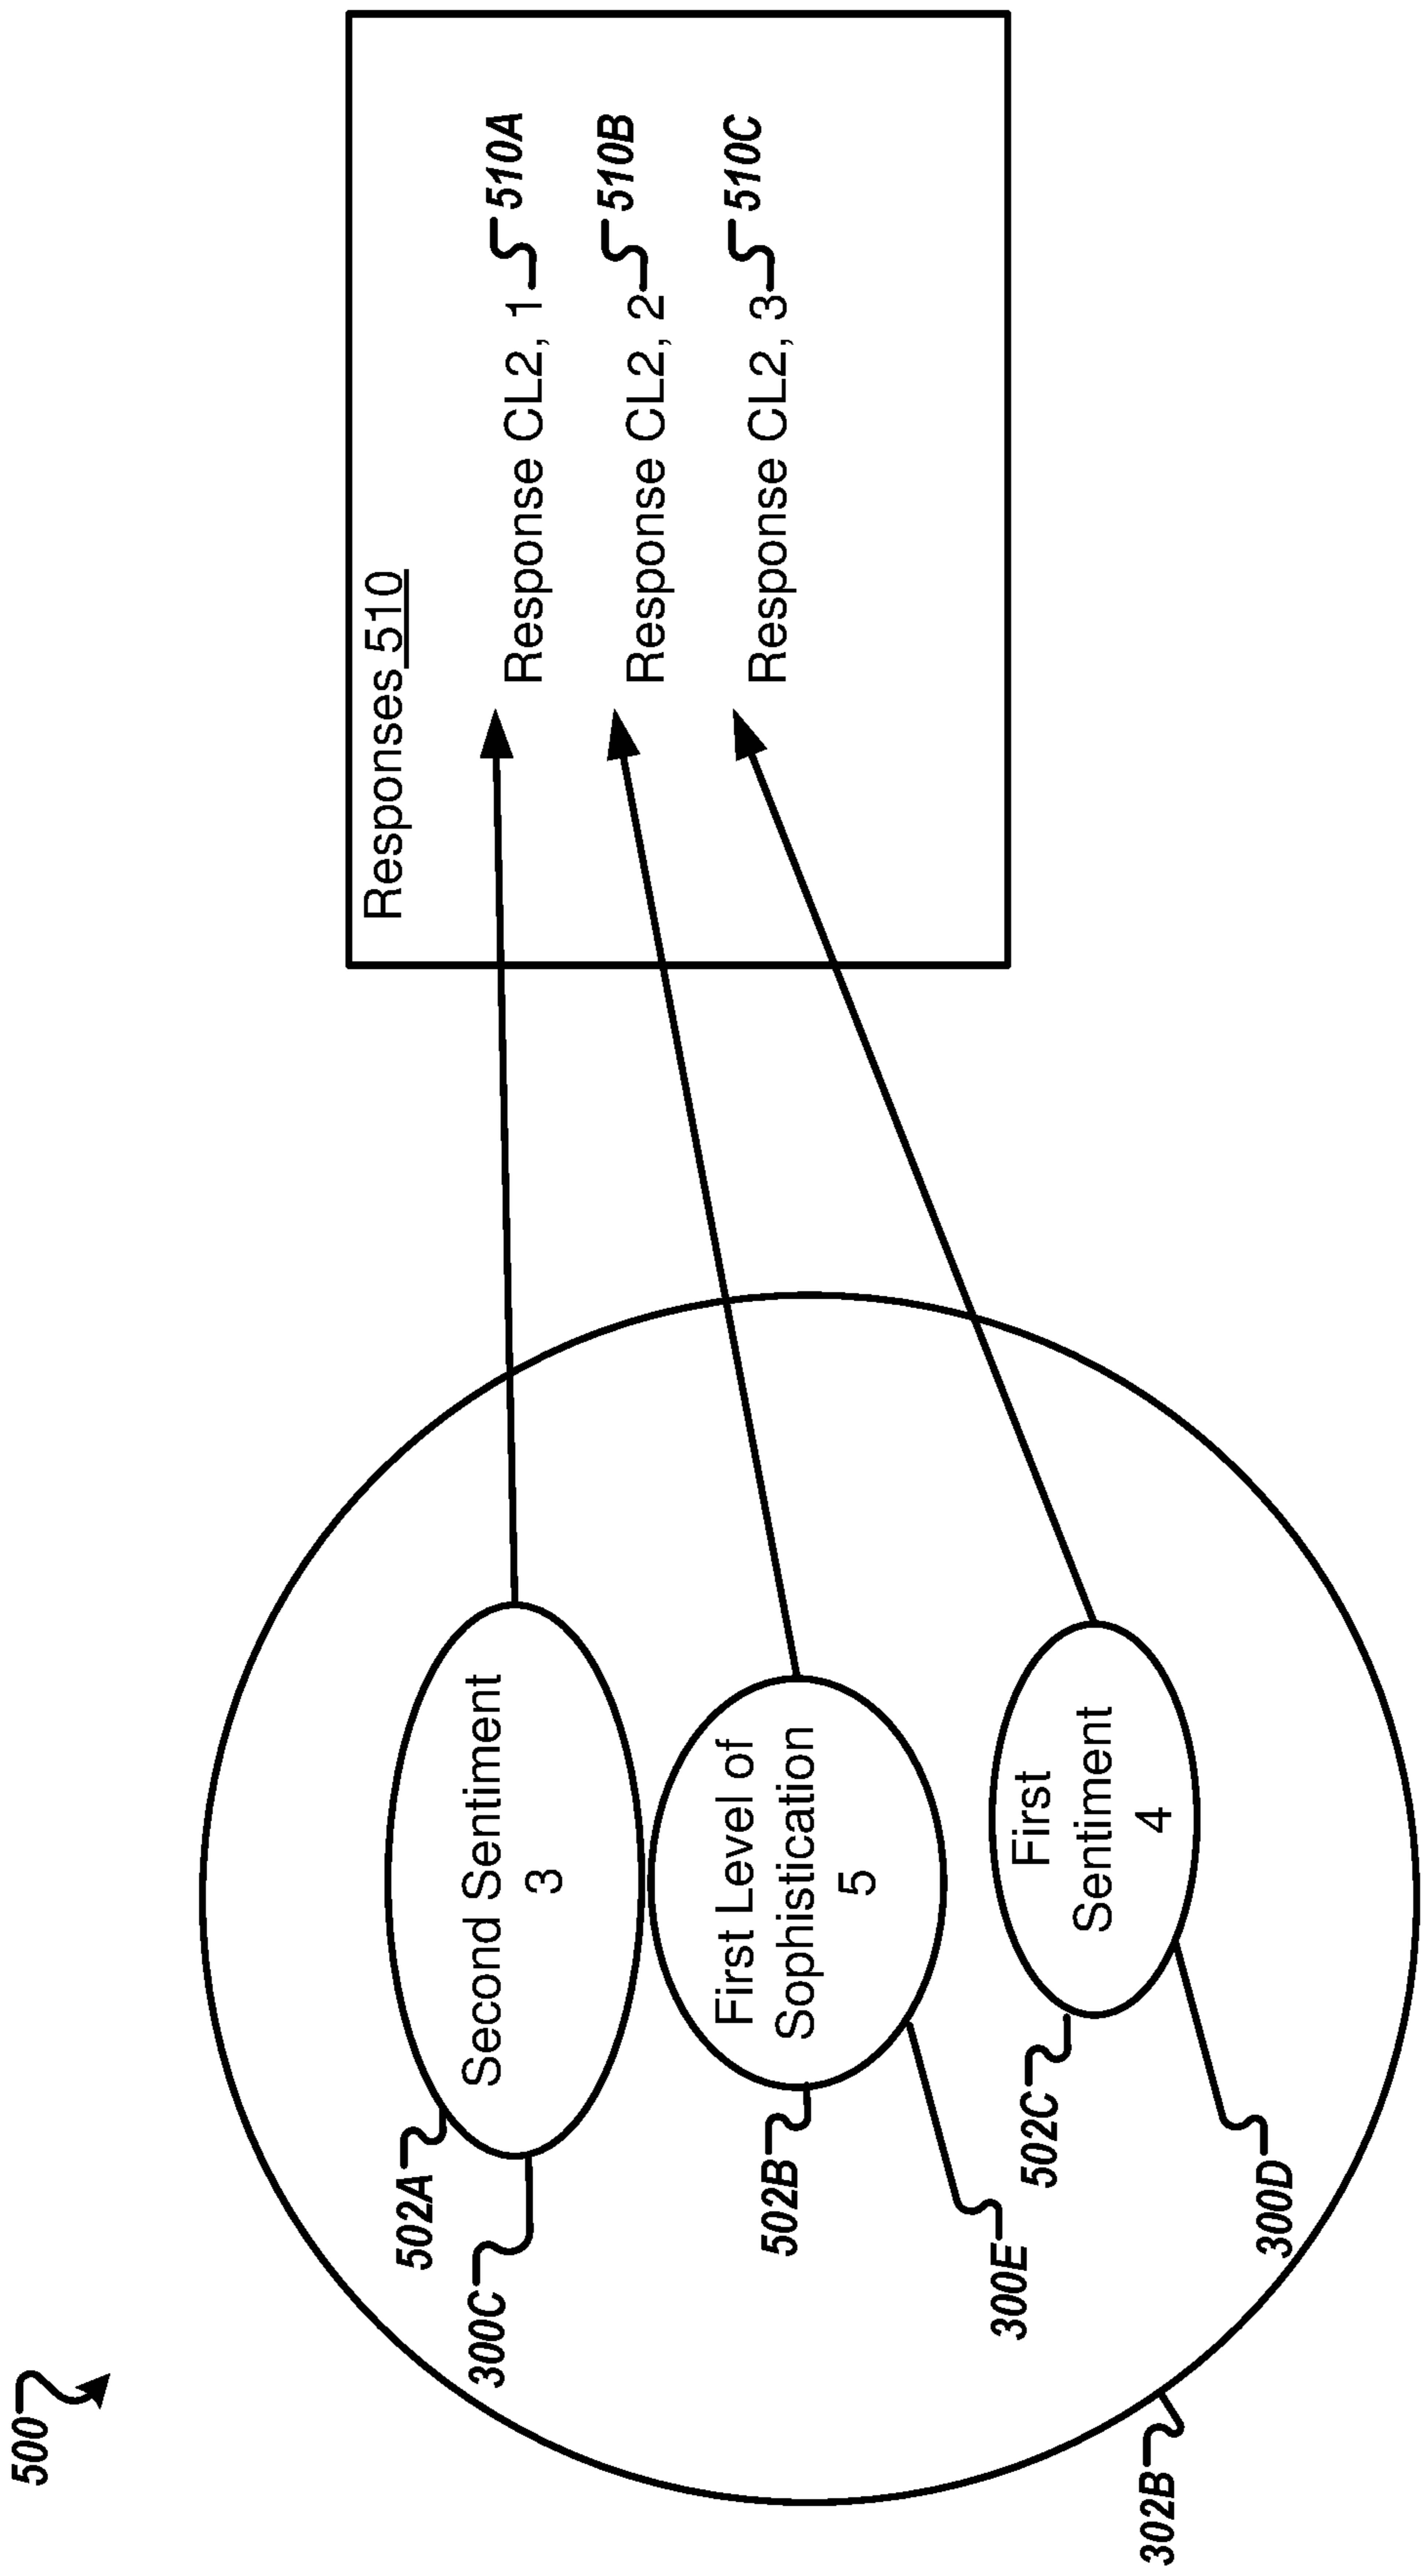 500
Responses 510
Response CL2, 1
510A
Response CL2, 2
510B
Response CL2, 3
510C
502A
300C
Second Sentiment
3
502B
300E
First Level of
Sophistication
5
502C
300D
First
Sentiment
4
302B